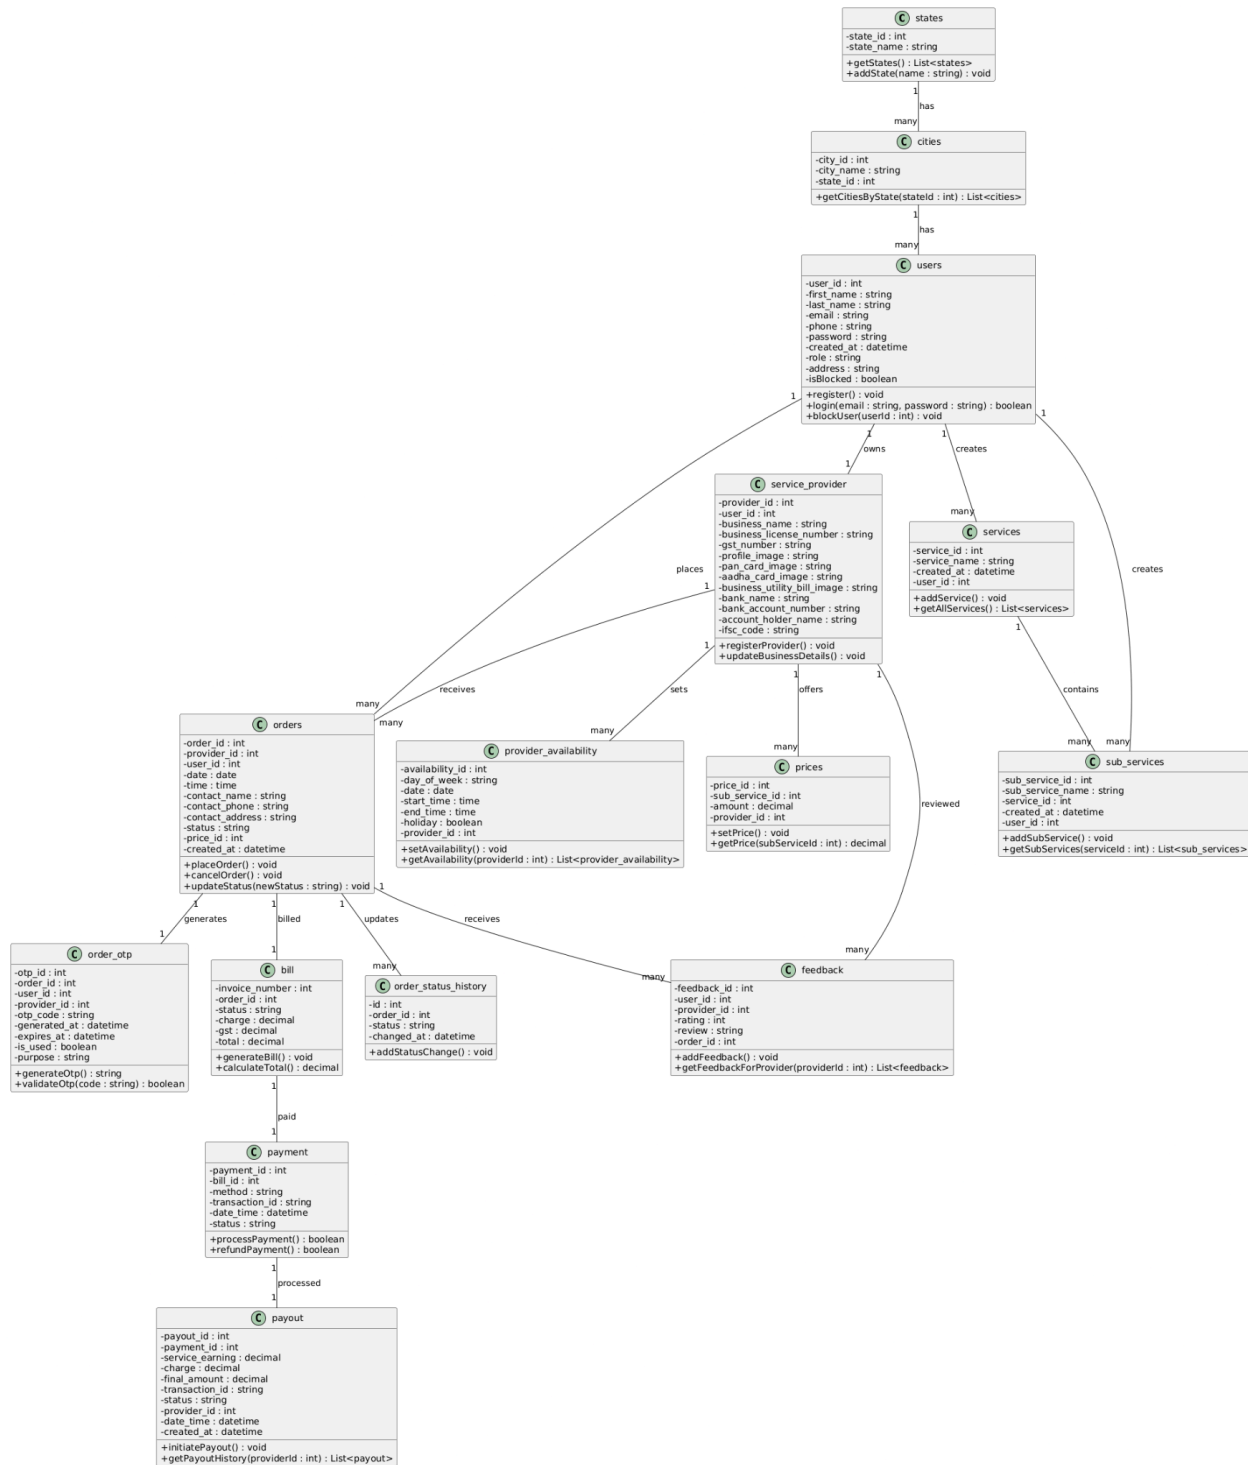 C states
-state_id : int
-state_name : string
+getStates() : List<states>
+addState(name : string) : void
1
has
many
C cities
-city_id : int
-city_name : string
-state_id : int
+getCitiesByState(stateId : int) : List<cities>
1
has
many
C users
-user_id : int
-first_name : string
-last_name : string
-email : string
-phone : string
-password : string
-created_at : datetime
-role : string
-address : string
-isBlocked : boolean
+register() : void
+login(email : string, password : string) : boolean
+blockUser(userId : int) : void
1
1
1
1
owns
creates
1
many
places
creates
many
many
C service_provider
-provider_id : int
-user_id : int
-business_name : string
-business_license_number : string
-gst_number : string
-profile_image : string
-pan_card_image : string
-aadha_card_image : string
-business_utility_bill_image : string
-bank_name : string
-bank_account_number : string
-account_holder_name : string
-ifsc_code : string
+registerProvider() : void
+updateBusinessDetails() : void
C services
-service_id : int
-service_name : string
-created_at : datetime
-user_id : int
+addService() : void
+getAllServices() : List<services>
1
contains
many
1
receives
many
1
sets
many
1
offers
many
1
reviewed
many
C orders
-order_id : int
-provider_id : int
-user_id : int
-date : date
-time : time
-contact_name : string
-contact_phone : string
-contact_address : string
-status : string
-price_id : int
-created_at : datetime
+placeOrder() : void
+cancelOrder() : void
+updateStatus(newStatus : string) : void
C provider_availability
-availability_id : int
-day_of_week : string
-date : date
-start_time : time
-end_time : time
-holiday : boolean
-provider_id : int
+setAvailability() : void
+getAvailability(providerId : int) : List<provider_availability>
C prices
-price_id : int
-sub_service_id : int
-amount : decimal
-provider_id : int
+setPrice() : void
+getPrice(subServiceId : int) : decimal
C sub_services
-sub_service_id : int
-sub_service_name : string
-service_id : int
-created_at : datetime
-user_id : int
+addSubService() : void
+getSubServices(serviceId : int) : List<sub_services>
1
generates
1
1
billed
1
1
updates
many
1
receives
many
C order_otp
-otp_id : int
-order_id : int
-user_id : int
-provider_id : int
-otp_code : string
-generated_at : datetime
-expires_at : datetime
-is_used : boolean
-purpose : string
+generateOtp() : string
+validateOtp(code : string) : boolean
C bill
-invoice_number : int
-order_id : int
-status : string
-charge : decimal
-gst : decimal
-total : decimal
+generateBill() : void
+calculateTotal() : decimal
C order_status_history
-id : int
-order_id : int
-status : string
-changed_at : datetime
+addStatusChange() : void
C feedback
-feedback_id : int
-user_id : int
-provider_id : int
-rating : int
-review : string
-order_id : int
+addFeedback() : void
+getFeedbackForProvider(providerId : int) : List<feedback>
1
paid
1
C payment
-payment_id : int
-bill_id : int
-method : string
-transaction_id : string
-date_time : datetime
-status : string
+processPayment() : boolean
+refundPayment() : boolean
1
processed
1
C payout
-payout_id : int
-payment_id : int
-service_earning : decimal
-charge : decimal
-final_amount : decimal
-transaction_id : string
-status : string
-provider_id : int
-date_time : datetime
-created_at : datetime
+initiatePayout() : void
+getPayoutHistory(providerId : int) : List<payout>